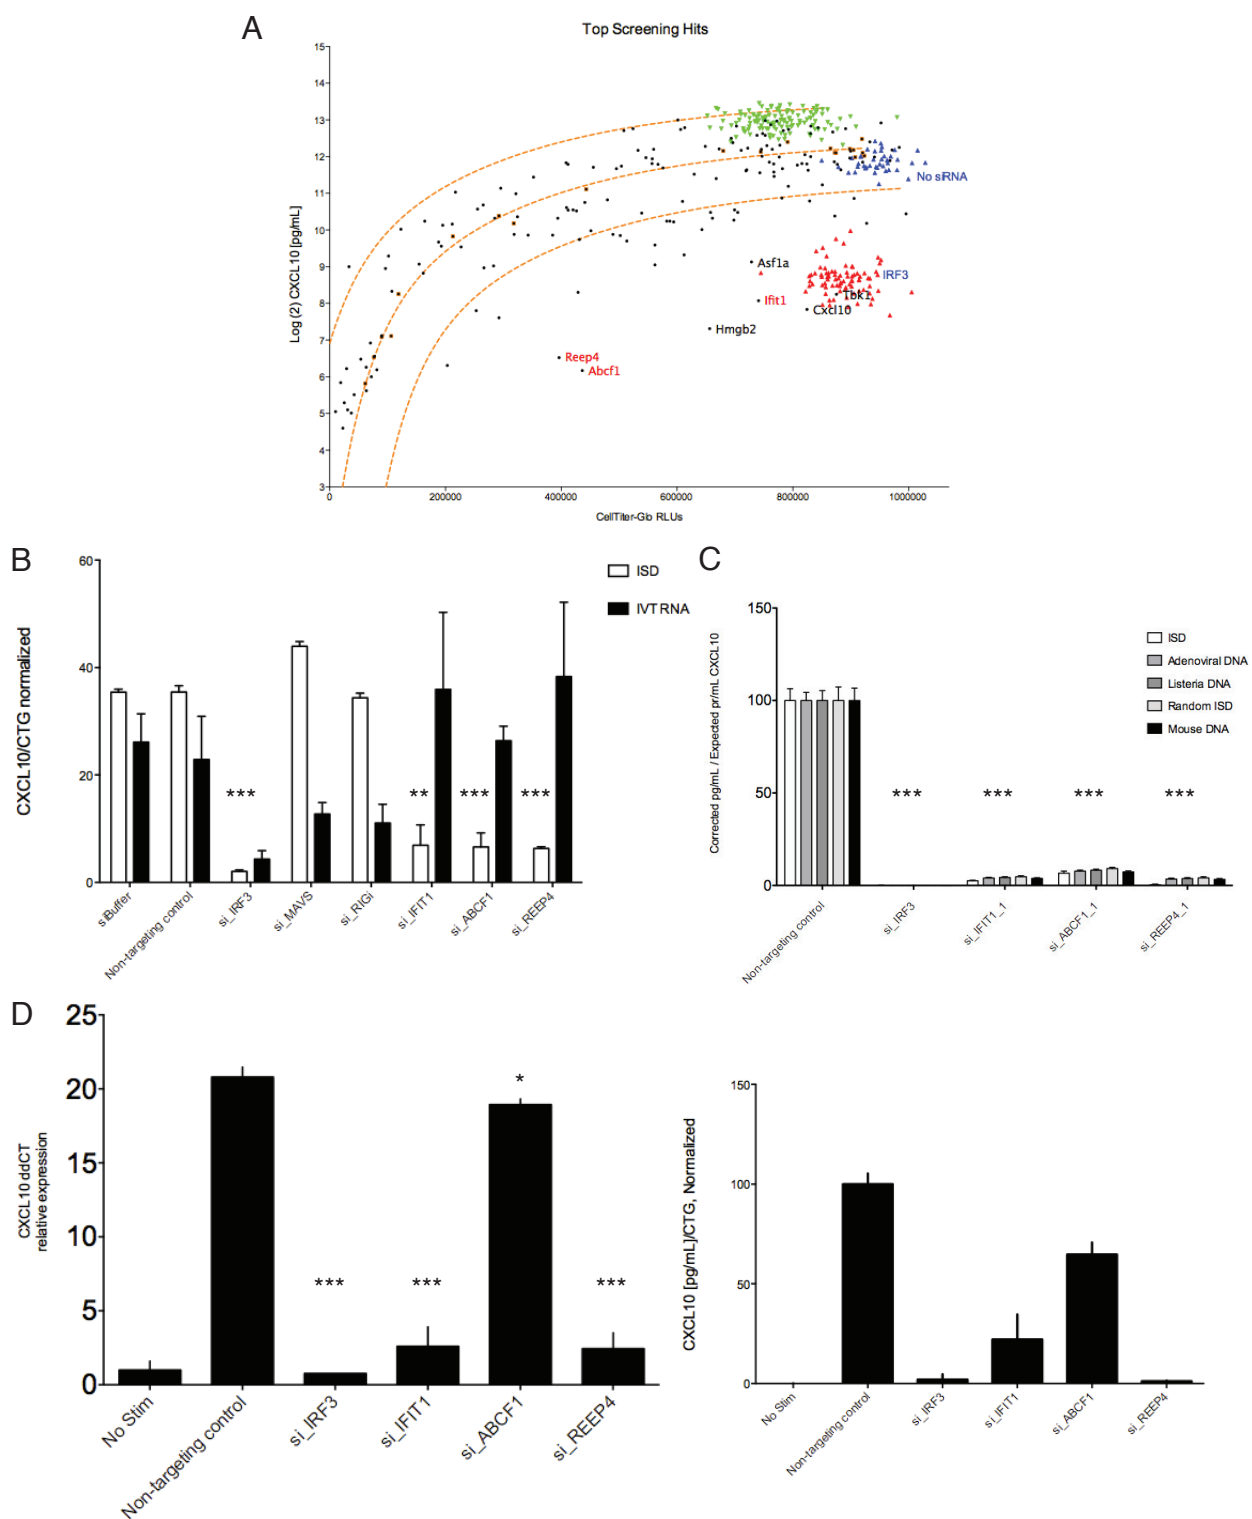 A
Top Screening Hits
15
14
13
12
11
10
9
8
7
6
5
4
3
Log (2) CXCL10 [pg/mL]
No siRNA
Asf1a
IRF3
Ifit1
Tbk1
Cxcl10
Hmgb2
Reep4
Abcf1
0
200000
400000
600000
800000
1000000
CellTiter-Glo RLUs
B
60
40
20
0
CXCL10/CTG normalized
ISD
IVT RNA
***
**
***
***
siBuffer
Non-targeting control
si_IRF3
si_MAVS
si_RIGi
si_IFIT1
si_ABCF1
si_REEP4
C
150
100
50
0
Corrected pg/mL / Expected pr/mL CXCL10
ISD
Adenoviral DNA
Listeria DNA
Random ISD
Mouse DNA
***
***
***
***
Non-targeting control
si_IRF3
si_IFIT1_1
si_ABCF1_1
si_REEP4_1
D
25
20
15
10
5
0
CXCL10 ddCT
relative expression
***
***
*
***
No Stim
Non-targeting control
si_IRF3
si_IFIT1
si_ABCF1
si_REEP4
150
100
50
0
CXCL10 [pg/mL]/CTG, Normalized
No Stim
Non-targeting control
si_IRF3
si_IFIT1
si_ABCF1
si_REEP4